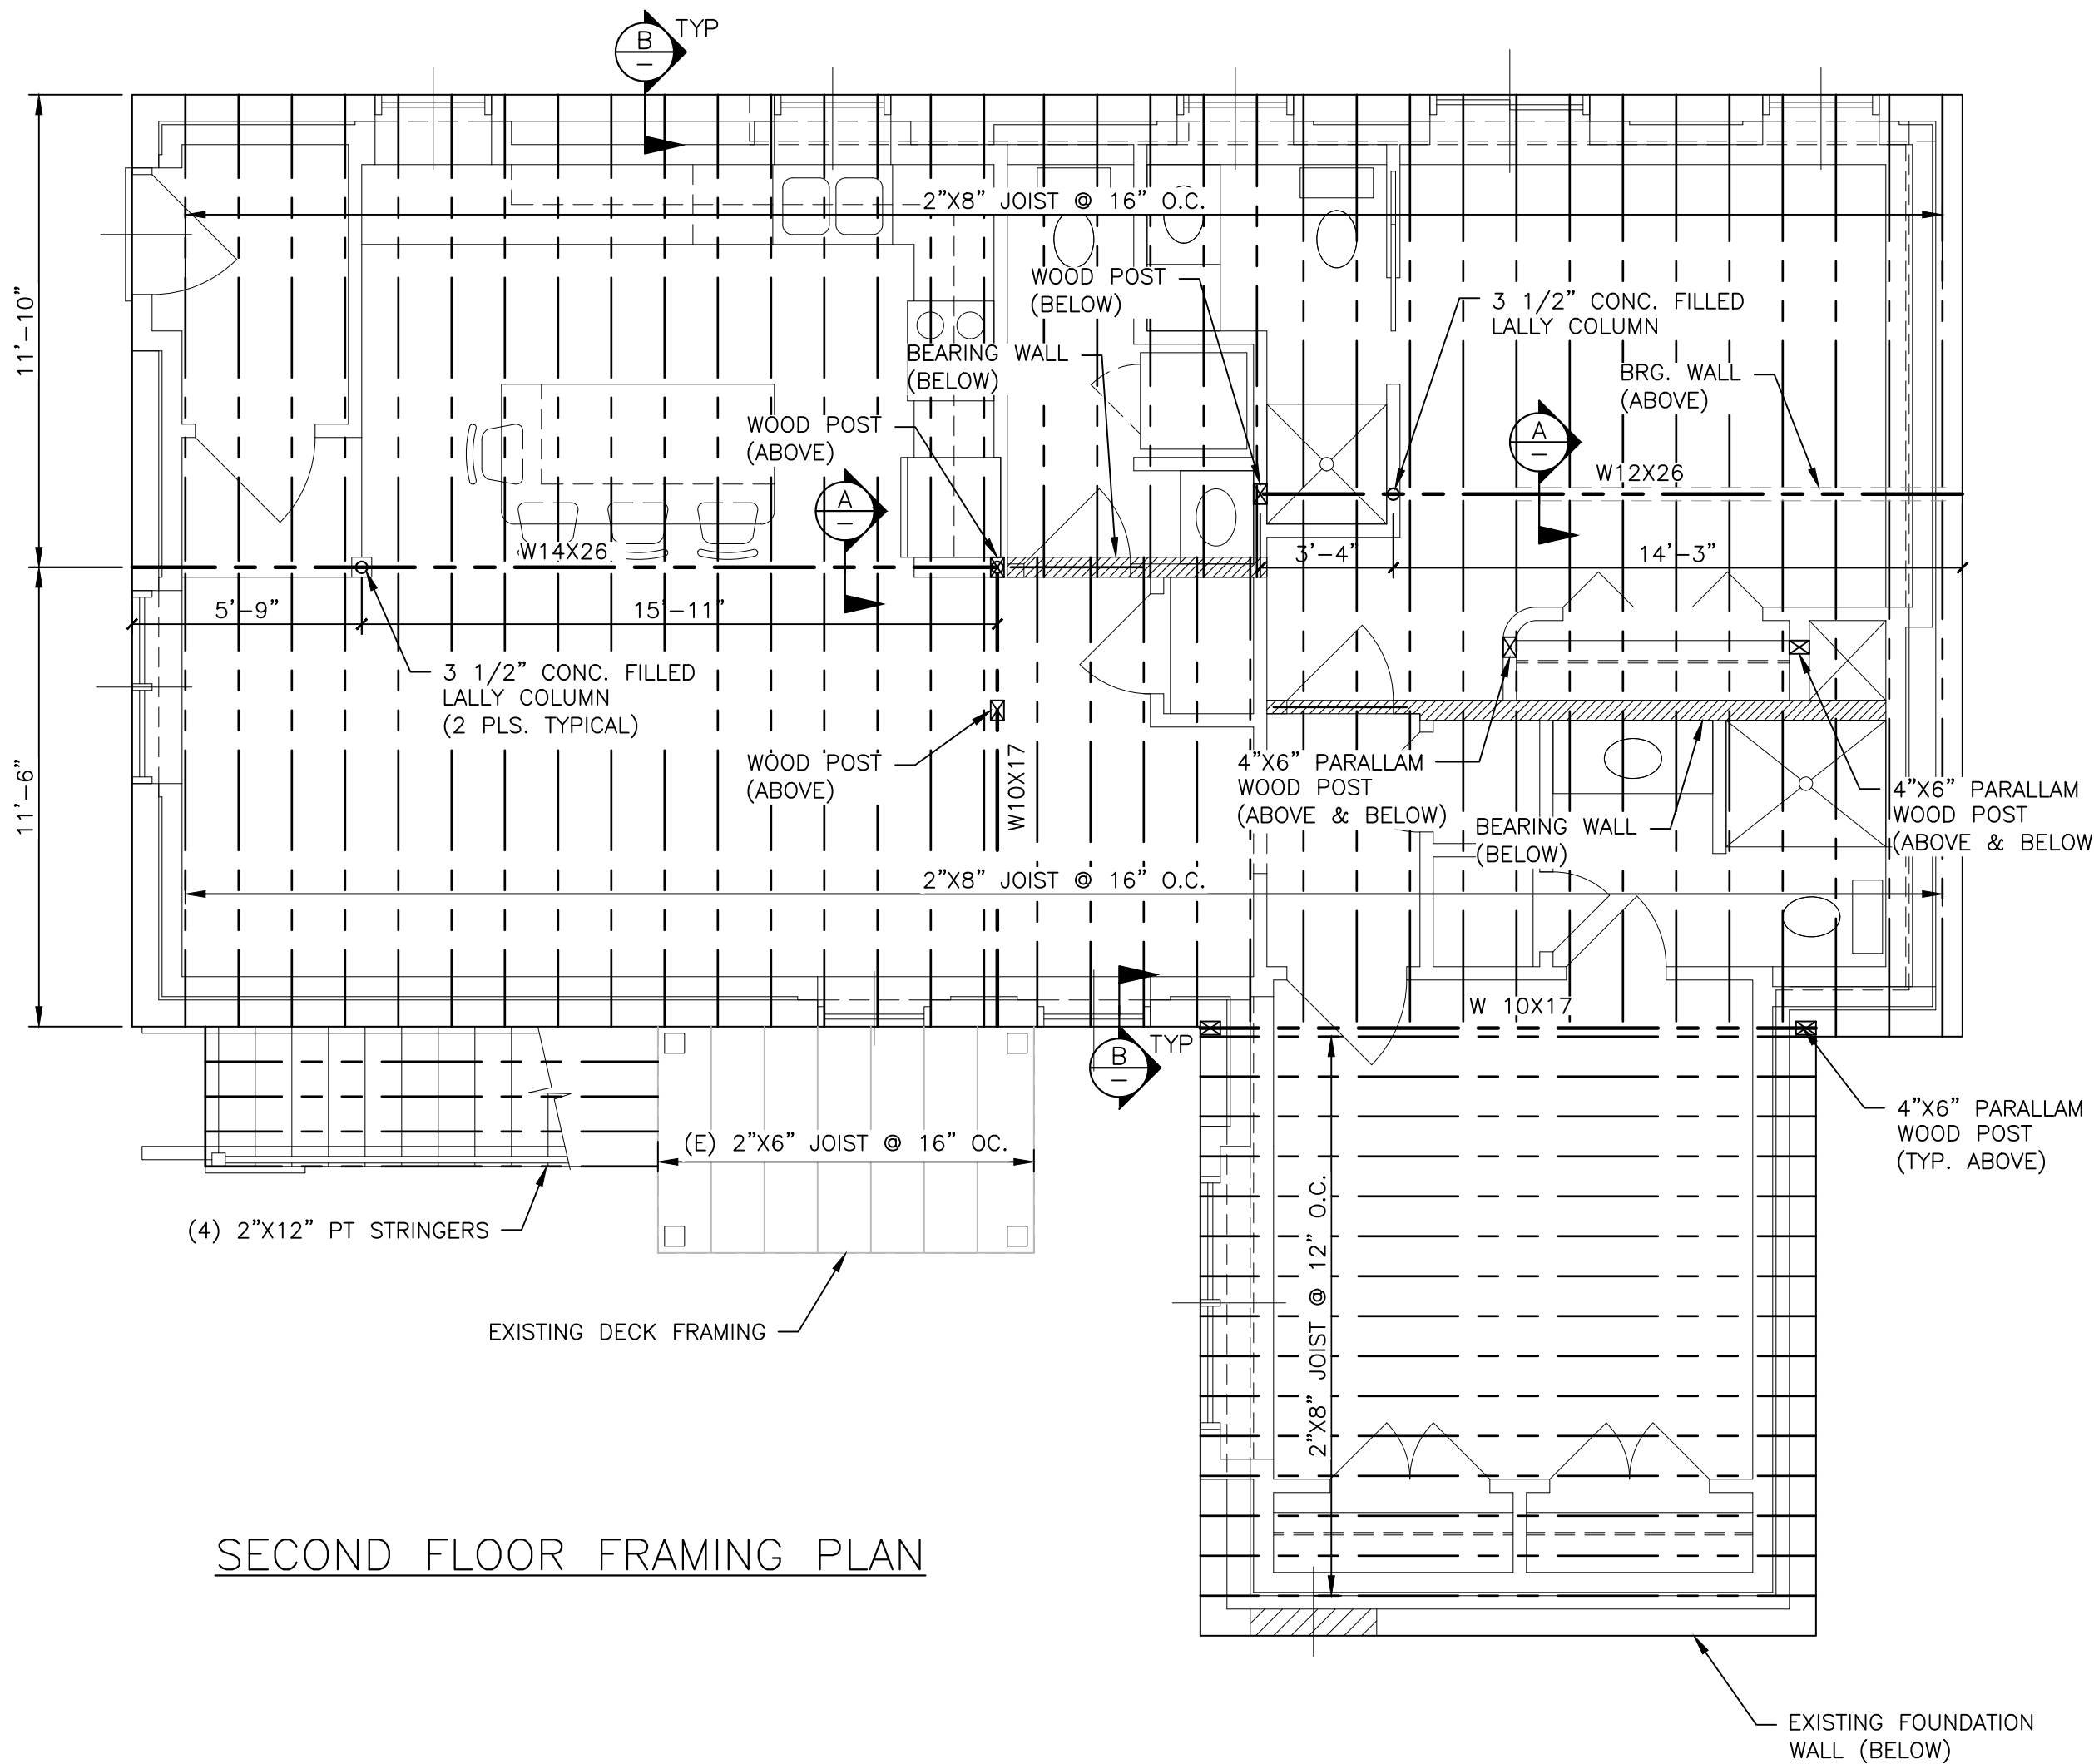 B
–
TYP
2"X8" JOIST @ 16" O.C.
WOOD POST
(BELOW)
3 1/2" CONC. FILLED
LALLY COLUMN
11'–10"
BEARING WALL
(BELOW)
BRG. WALL
(ABOVE)
WOOD POST
(ABOVE)
A
–
A
–
W12X26
W14X26
3'–4"
14'–3"
5'–9"
15'–11"
3 1/2" CONC. FILLED
LALLY COLUMN
(2 PLS. TYPICAL)
11'–6"
WOOD POST
(ABOVE)
W10X17
4"X6" PARALLAM
WOOD POST
(ABOVE & BELOW)
BEARING WALL
(BELOW)
4"X6" PARALLAM
WOOD POST
(ABOVE & BELOW
2"X8" JOIST @ 16" O.C.
W 10X17
B
–
TYP
4"X6" PARALLAM
WOOD POST
(TYP. ABOVE)
(E) 2"X6" JOIST @ 16" OC.
(4) 2"X12" PT STRINGERS
2"X8" JOIST @ 12" O.C.
EXISTING DECK FRAMING
SECOND FLOOR FRAMING PLAN
EXISTING FOUNDATION
WALL (BELOW)